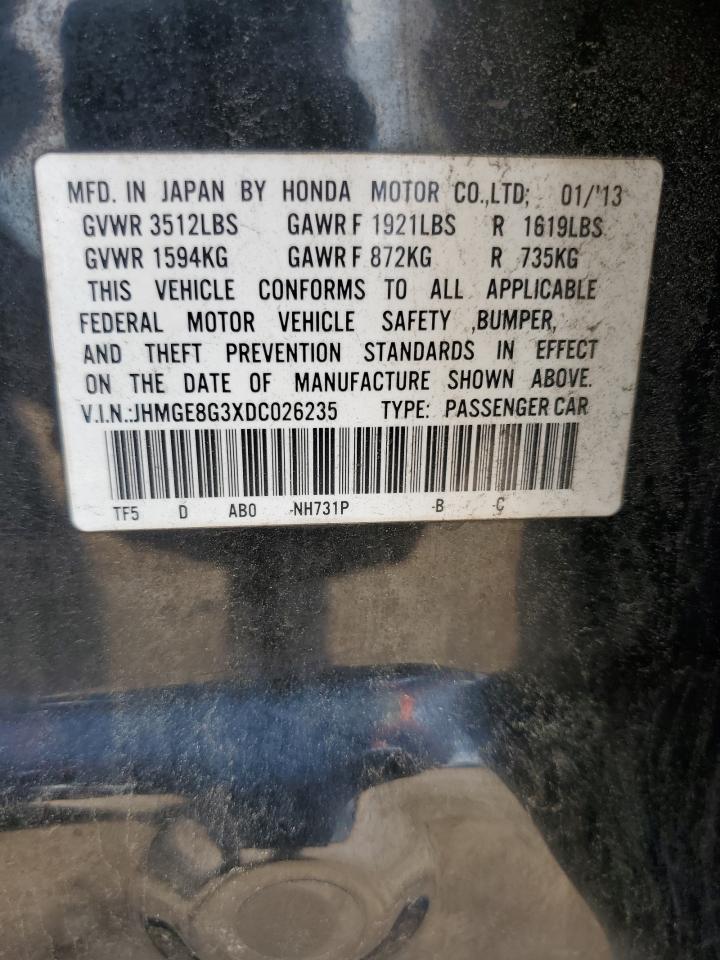 MFD. IN JAPAN BY HONDA MOTOR CO.,LTD; 01/'13
GVWR 3512LBS GAWR F 1921LBS R 1619LBS
GVWR 1594KG GAWR F 872KG R 735KG
THIS VEHICLE CONFORMS TO ALL APPLICABLE
FEDERAL MOTOR VEHICLE SAFETY ,BUMPER,
AND THEFT PREVENTION STANDARDS IN EFFECT
ON THE DATE OF MANUFACTURE SHOWN ABOVE.
V.I.N.:JHMGE8G3XDC026235 TYPE: PASSENGER CAR
TF5 D AB0 -NH731P -B -C